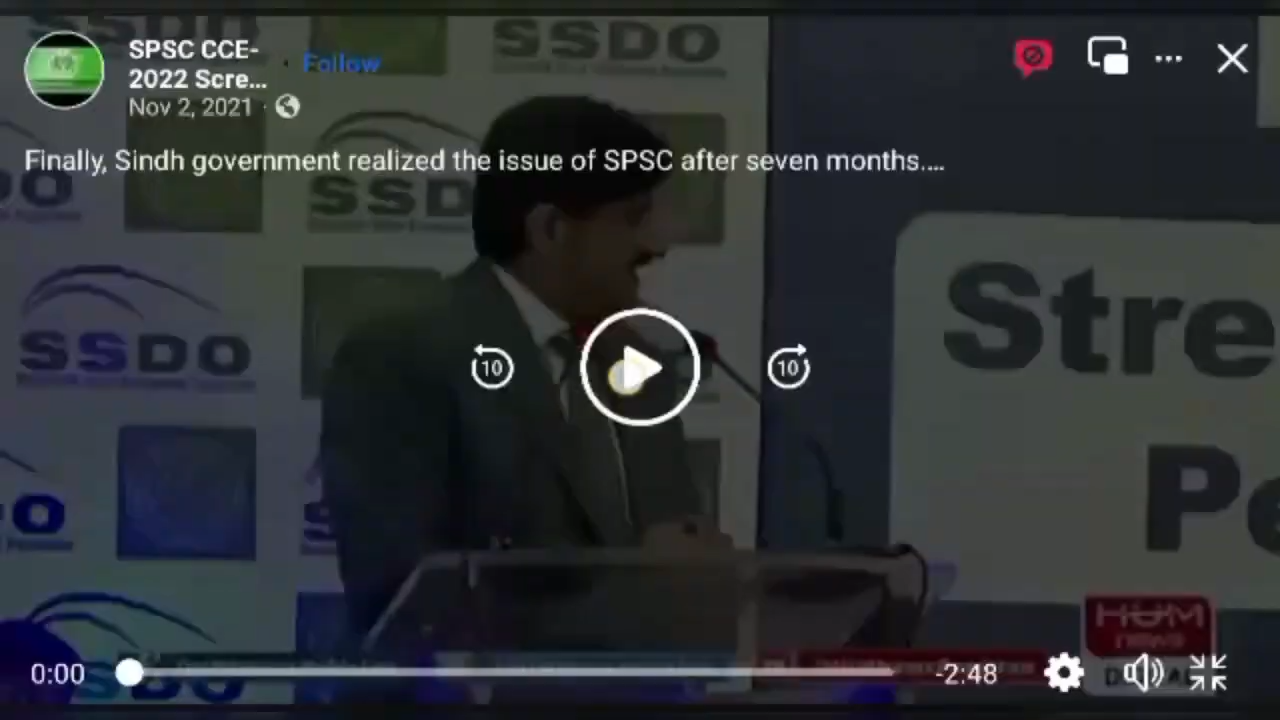 SSDO
SPSC CCE-
2022 Scre...
· Follow
Nov 2, 2021 ·
Finally, Sindh government realized the issue of SPSC after seven months....
SSDO
SSDO
Stre
10
10
Pe
HUM
news
0:00
-2:48